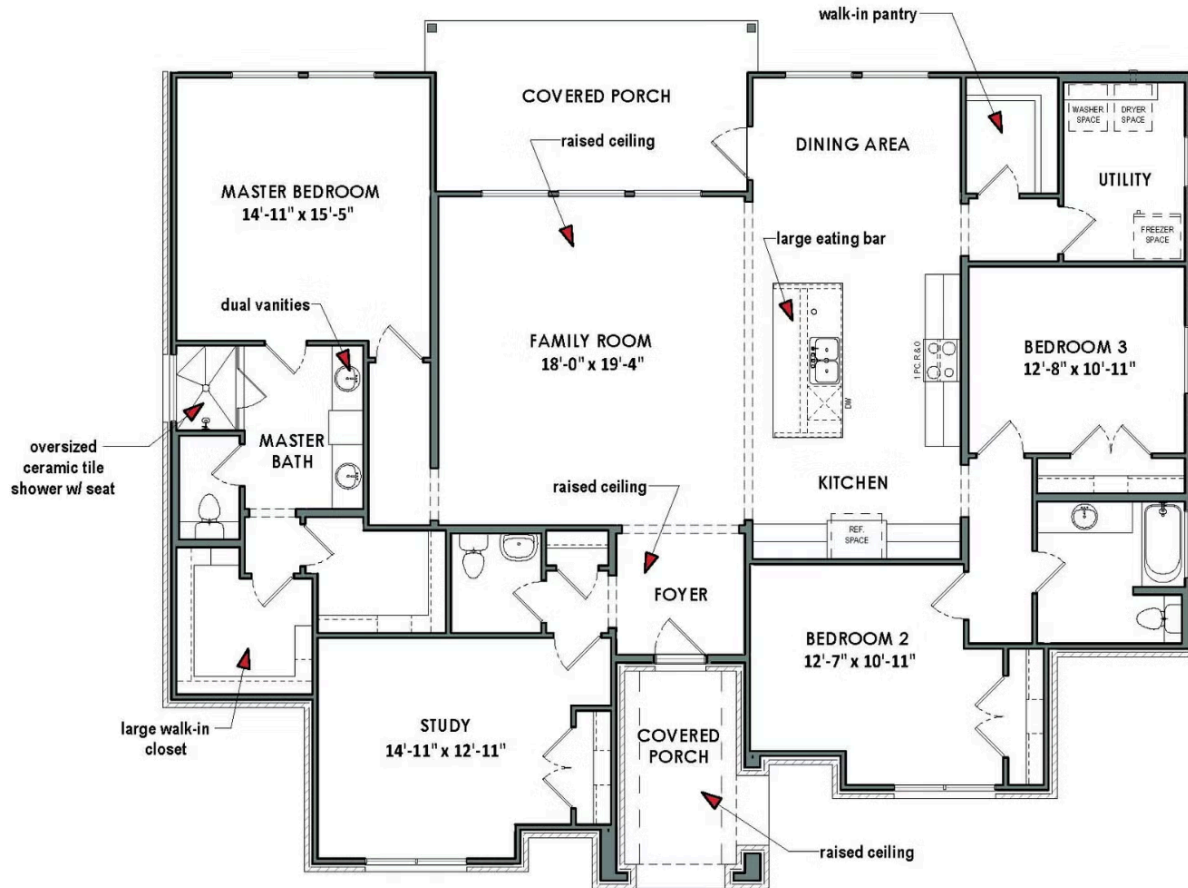 walk-in pantry
COVERED PORCH
raised ceiling
WASHER
SPACE
DRYER
SPACE
DINING AREA
MASTER BEDROOM
14'-11" x 15'-5"
UTILITY
FREEZER
SPACE
large eating bar
dual vanities
FAMILY ROOM
18'-0" x 19'-4"
1 PC. R & O
BEDROOM 3
12'-8" x 10'-11"
DW
oversized
ceramic tile
shower w/ seat
MASTER
BATH
raised ceiling
KITCHEN
REF.
SPACE
FOYER
BEDROOM 2
12'-7" x 10'-11"
large walk-in
closet
STUDY
14'-11" x 12'-11"
COVERED
PORCH
raised ceiling